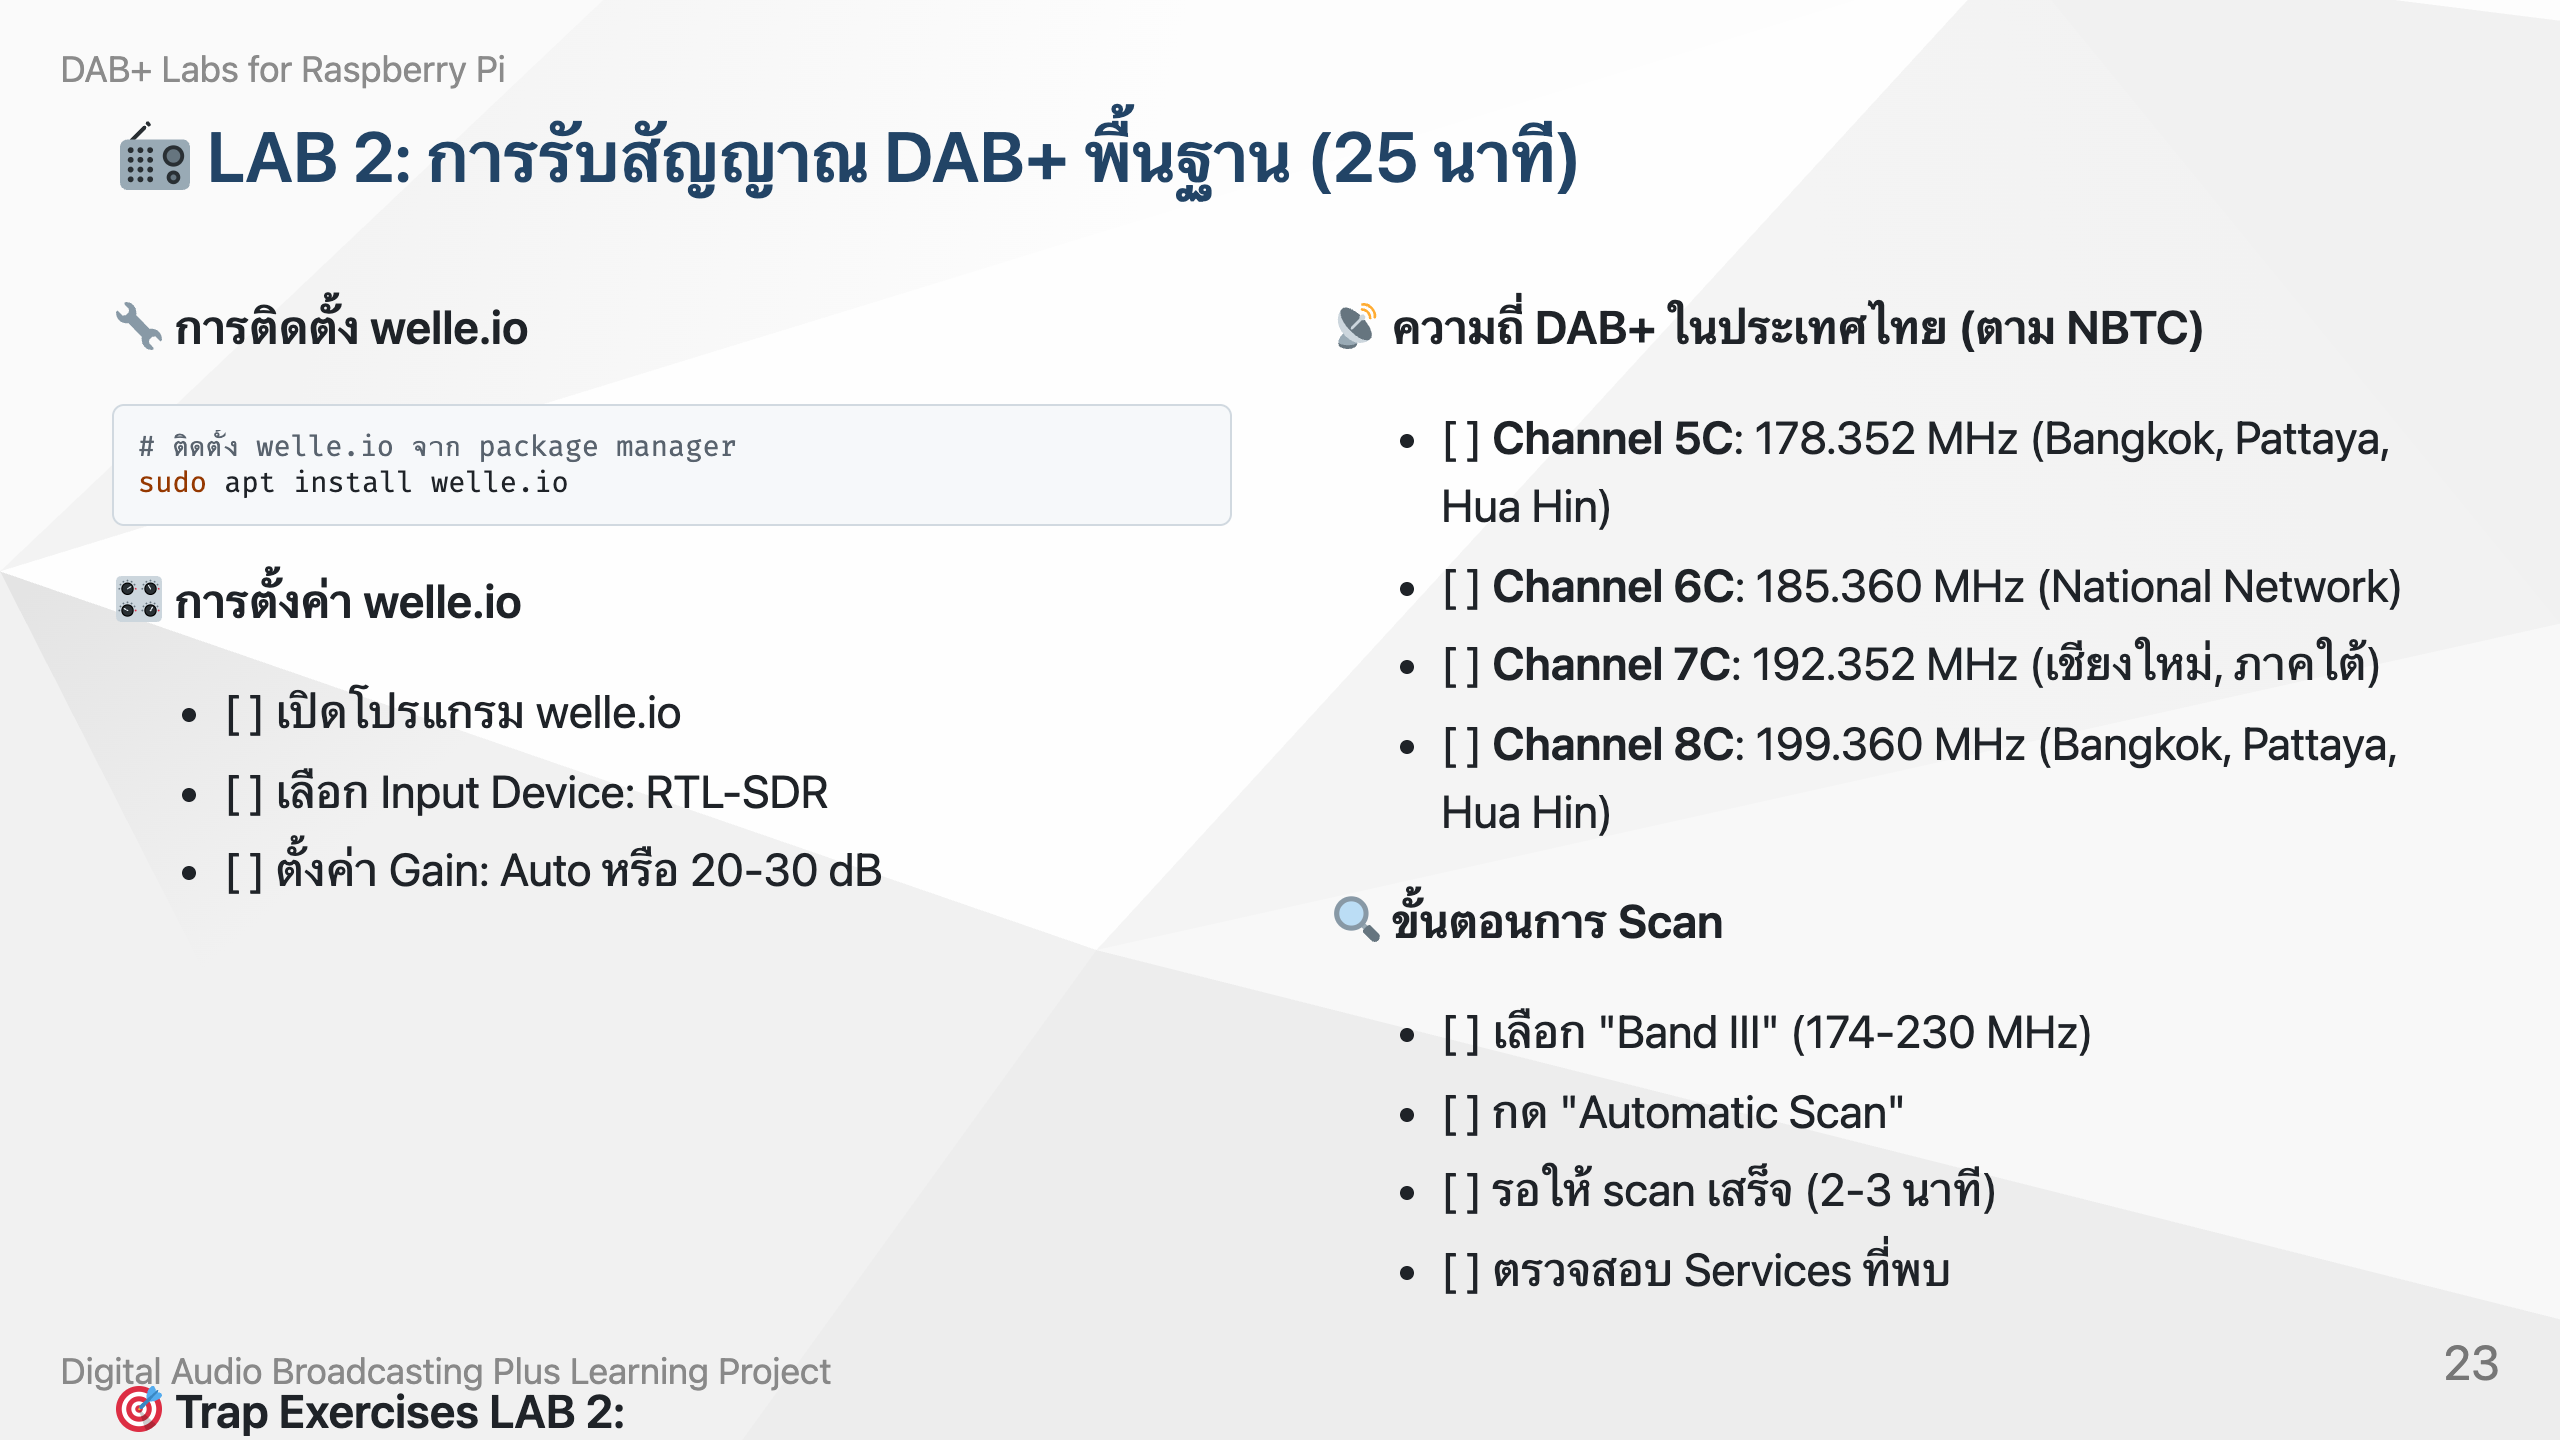 DAB+ Labs for Raspberry Pi
📻 LAB 2: การรับสัญญาณ DAB+ พื้นฐาน (25 นาที)
🔧 การติดตั้ง welle.io
# ติดตั้ง welle.io จาก package manager
sudo apt install welle.io
🎛️ การตั้งค่า welle.io
• [ ] เปิดโปรแกรม welle.io
• [ ] เลือก Input Device: RTL-SDR
• [ ] ตั้งค่า Gain: Auto หรือ 20-30 dB
📡 ความถี่ DAB+ ในประเทศไทย (ตาม NBTC)
• [ ] Channel 5C: 178.352 MHz (Bangkok, Pattaya,
Hua Hin)
• [ ] Channel 6C: 185.360 MHz (National Network)
• [ ] Channel 7C: 192.352 MHz (เชียงใหม่, ภาคใต้)
• [ ] Channel 8C: 199.360 MHz (Bangkok, Pattaya,
Hua Hin)
🔍 ขั้นตอนการ Scan
• [ ] เลือก "Band III" (174-230 MHz)
• [ ] กด "Automatic Scan"
• [ ] รอให้ scan เสร็จ (2-3 นาที)
• [ ] ตรวจสอบ Services ที่พบ
Digital Audio Broadcasting Plus Learning Project
23
🎯 Trap Exercises LAB 2: